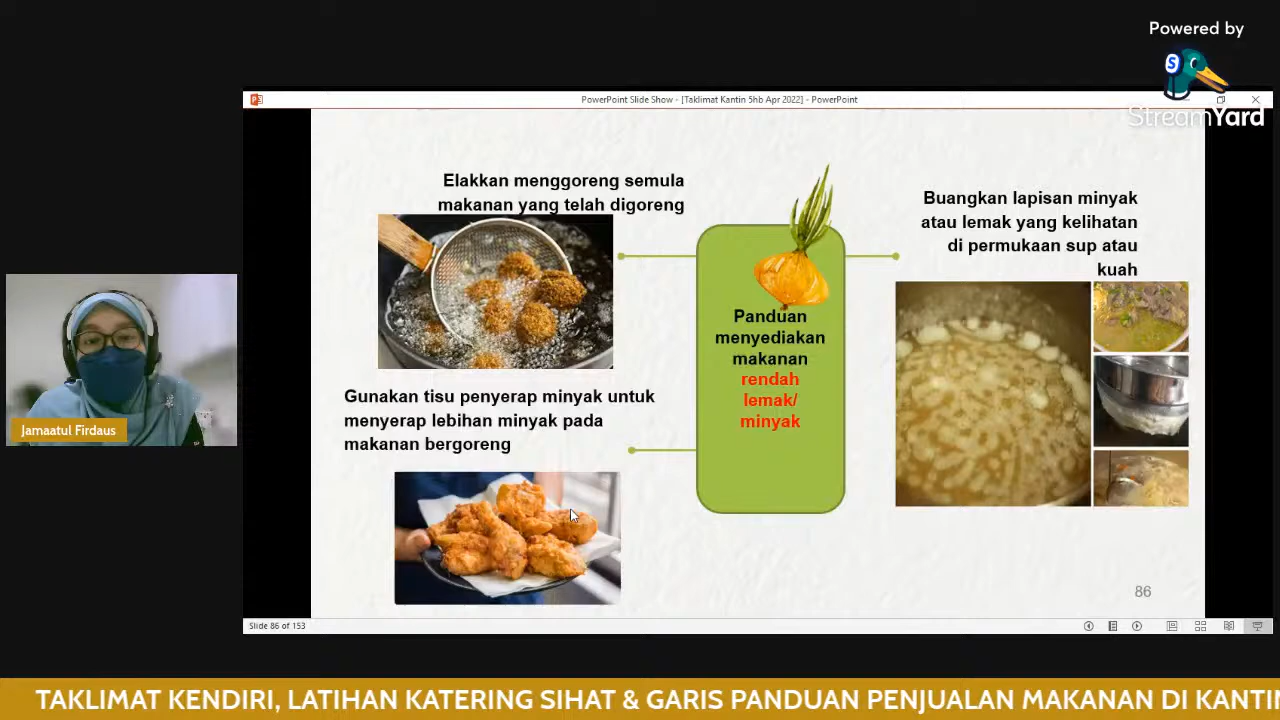 Powered by
StreamYard
PowerPoint Slide Show - [Taklimat Kantin 5hb Apr 2022] - PowerPoint
Elakkan menggoreng semula
makanan yang telah digoreng
Gunakan tisu penyerap minyak untuk
menyerap lebihan minyak pada
makanan bergoreng
Panduan
menyediakan
makanan
rendah
lemak/
minyak
Buangkan lapisan minyak
atau lemak yang kelihatan
di permukaan sup atau
kuah
86
Slide 86 of 153
Jamaatul Firdaus
TAKLIMAT KENDIRI, LATIHAN KATERING SIHAT & GARIS PANDUAN PENJUALAN MAKANAN DI KANTIN